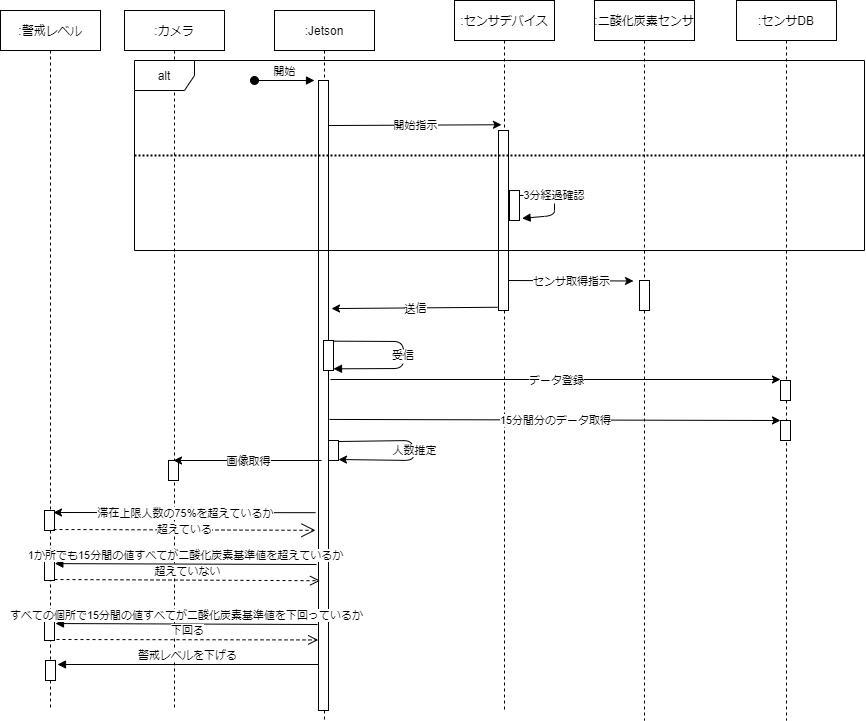 :警戒レベル
:カメラ
:Jetson
:センサデバイス
:二酸化炭素センサ
:センサDB
alt
開始
開始指示
3分経過確認
センサ取得指示
送信
受信
データ登録
15分間分のデータ取得
人数推定
画像取得
滞在上限人数の75%を超えているか
超えている
1か所でも15分間の値すべてが二酸化炭素基準値を超えているか
超えていない
すべての個所で15分間の値すべてが二酸化炭素基準値を下回っているか
下回る
警戒レベルを下げる